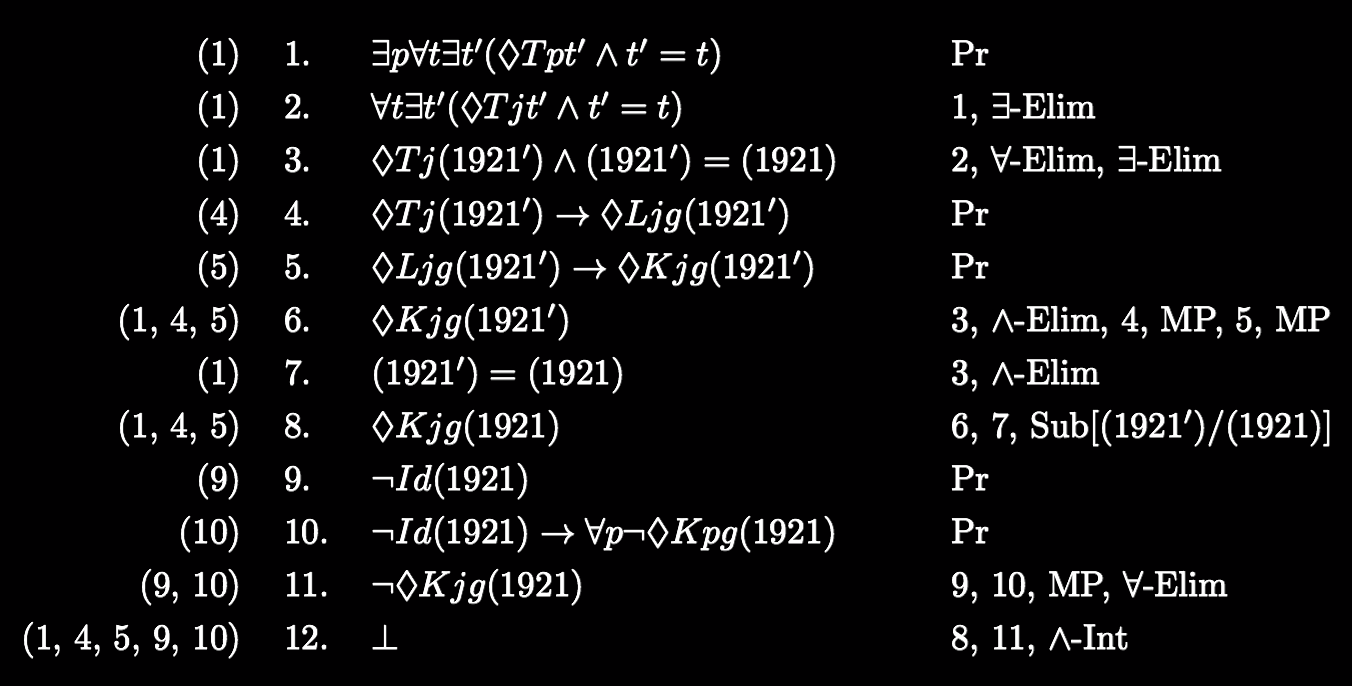 (1) 1. ∃p∀t∃t′(◊Tpt′ ∧ t′ = t) Pr
(1) 2. ∀t∃t′(◊Tjt′ ∧ t′ = t) 1, ∃-Elim
(1) 3. ◊Tj(1921′) ∧ (1921′) = (1921) 2, ∀-Elim, ∃-Elim
(4) 4. ◊Tj(1921′) → ◊Ljg(1921′) Pr
(5) 5. ◊Ljg(1921′) → ◊Kjg(1921′) Pr
(1, 4, 5) 6. ◊Kjg(1921′) 3, ∧-Elim, 4, MP, 5, MP
(1) 7. (1921′) = (1921) 3, ∧-Elim
(1, 4, 5) 8. ◊Kjg(1921) 6, 7, Sub[(1921′)/(1921)]
(9) 9. ¬Id(1921) Pr
(10) 10. ¬Id(1921) → ∀p¬◊Kpg(1921) Pr
(9, 10) 11. ¬◊Kjg(1921) 9, 10, MP, ∀-Elim
(1, 4, 5, 9, 10) 12. ⊥ 8, 11, ∧-Int